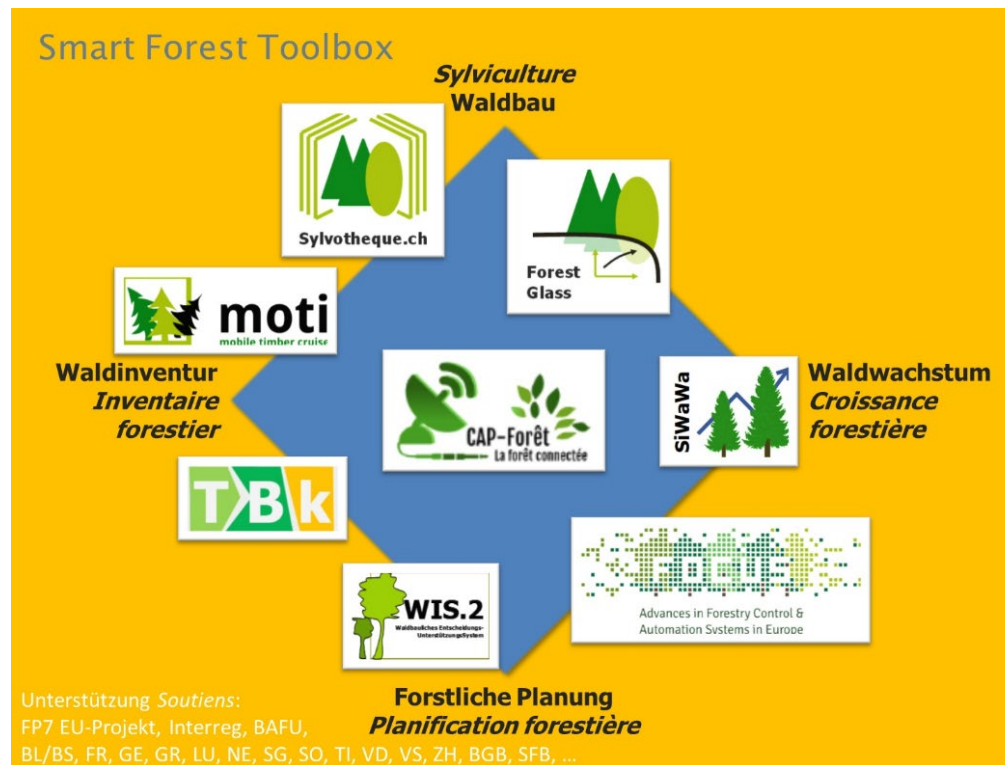 Smart Forest Toolbox
Sylviculture
Waldbau
Sylvotheque.ch
Forest
Glass
moti
mobile timber cruise
Waldinventur
Inventaire
forestier
CAP-Forêt
La forêt connectée
SiWaWa
Waldwachstum
Croissance
forestière
TBk
WIS.2
Waldbauliches Entscheidungs-
UnterstützungsSystem
FOCUS
Advances in Forestry Control &
Automation Systems in Europe
Forstliche Planung
Planification forestière
Unterstützung Soutiens:
FP7 EU-Projekt, Interreg, BAFU,
BL/BS, FR, GE, GR, LU, NE, SG, SO, TI, VD, VS, ZH, BGB, SFB, ...